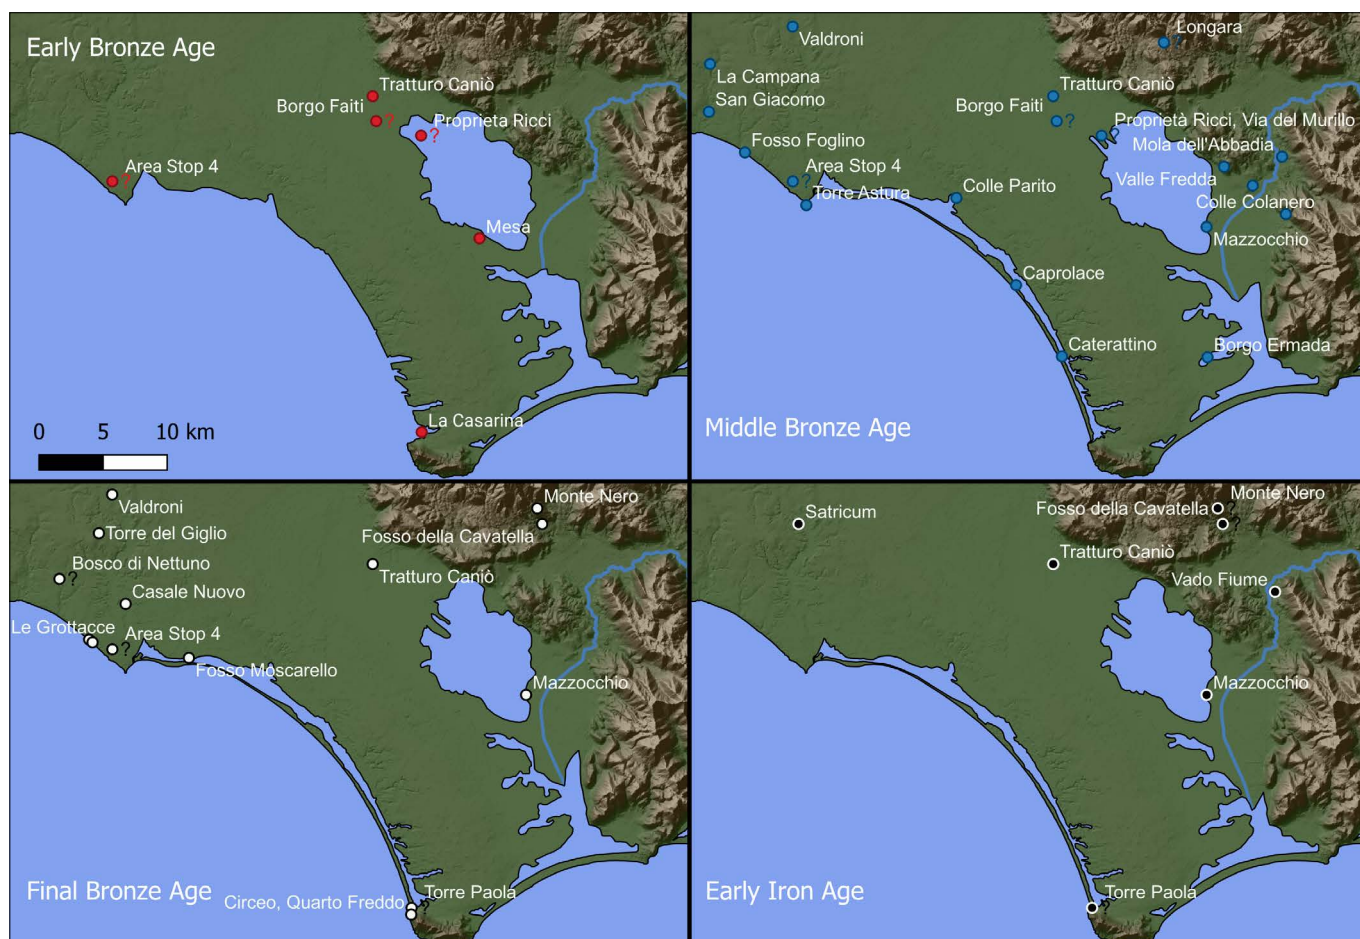 Early Bronze Age
Tratturo Caniò
Borgo Faiti
?
Proprieta Ricci
?
Area Stop 4
?
Mesa
La Casarina
0 5 10 km
Valdroni
Longara
?
La Campana
San Giacomo
Tratturo Caniò
Borgo Faiti
?
Proprietà Ricci, Via del Murillo
?
Mola dell'Abbadia
Fosso Foglino
Area Stop 4
?
Torre Astura
Colle Parito
Valle Fredda
Colle Colanero
Mazzocchio
Caprolace
Caterattino
Borgo Ermada
Middle Bronze Age
Valdroni
Monte Nero
Torre del Giglio
Fosso della Cavatella
Bosco di Nettuno
?
Tratturo Caniò
Casale Nuovo
Le Grottacce
Area Stop 4
?
Fosso Moscarello
Mazzocchio
Final Bronze Age
Torre Paola
Circeo, Quarto Freddo
?
Monte Nero
?
Satricum
Fosso della Cavatella
?
Tratturo Caniò
Vado Fiume
Mazzocchio
Early Iron Age
Torre Paola
?